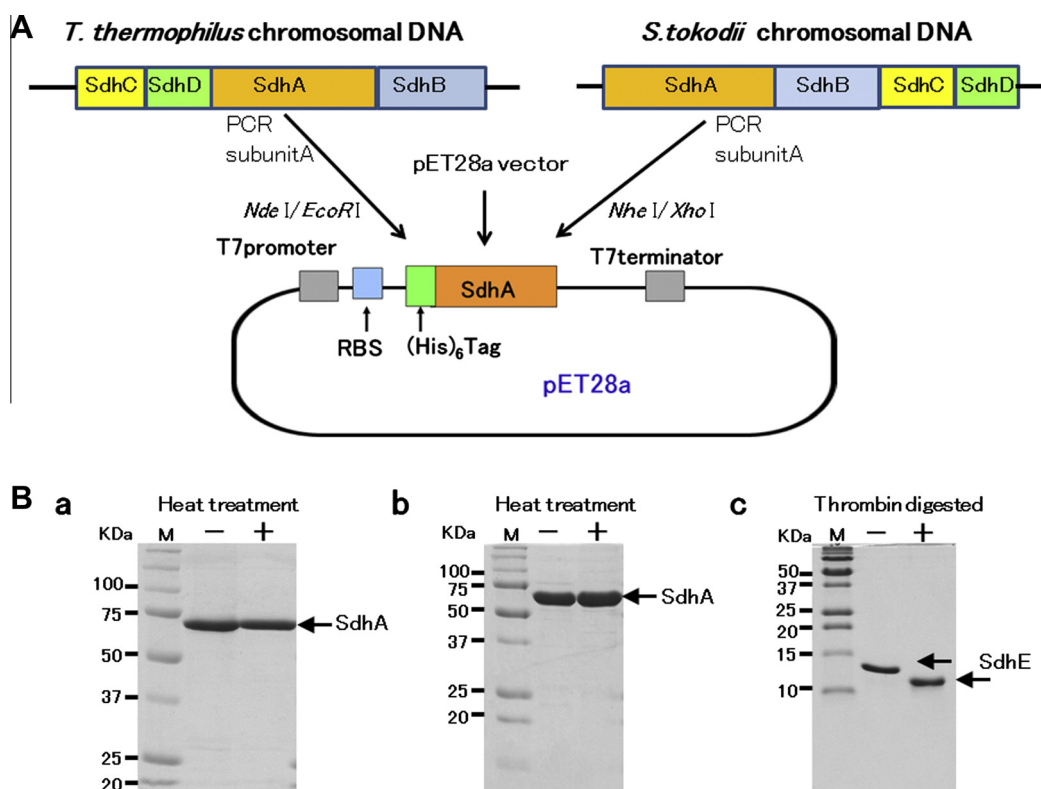 A
T. thermophilus chromosomal DNA
S.tokodii chromosomal DNA
SdhC SdhD SdhA SdhB
SdhA SdhB SdhC SdhD
PCR
subunitA
PCR
subunitA
pET28a vector
Nde I/EcoR I
Nhe I/Xho I
T7promoter
T7terminator
SdhA
RBS
(His)6Tag
pET28a
B
a
Heat treatment
KDa M − +
100
75
50
37
25
20
SdhA
b
Heat treatment
KDa M − +
100
75
50
37
25
20
SdhA
c
Thrombin digested
KDa M − +
50
37
25
20
15
10
SdhE